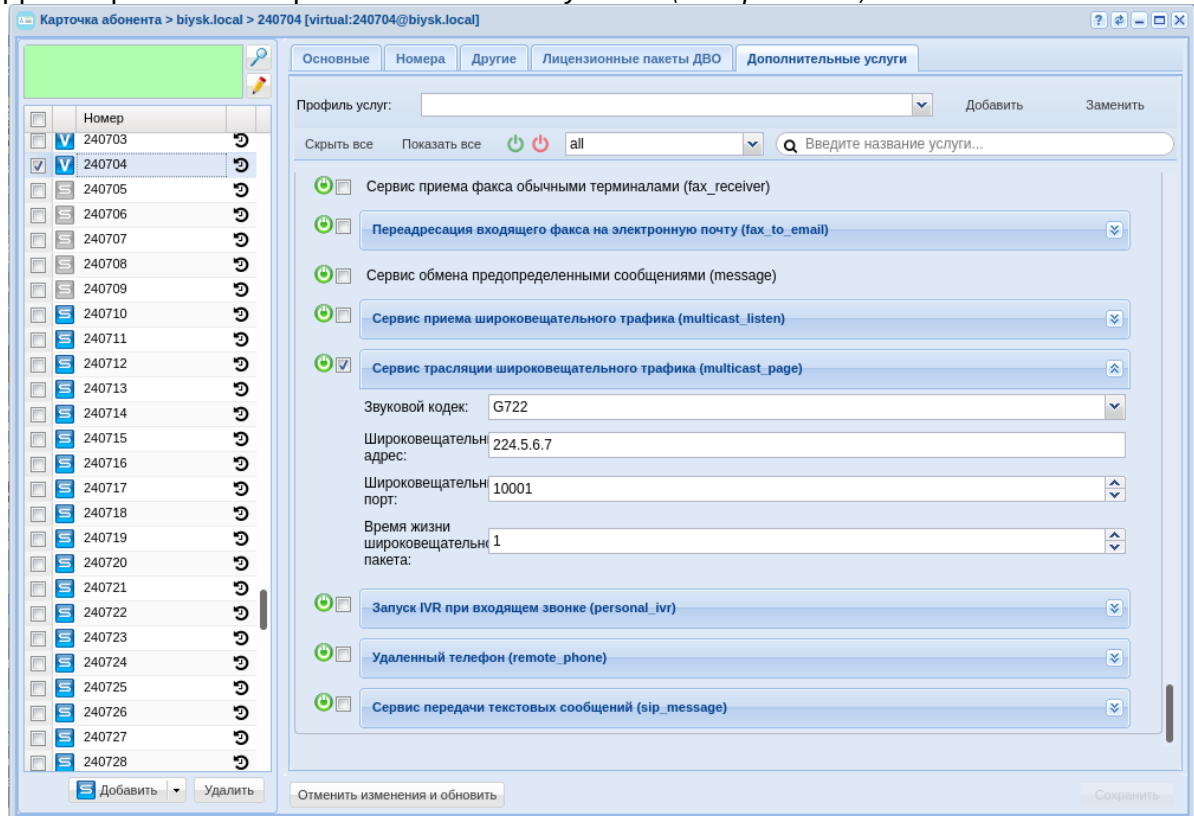 Карточка абонента > biysk.local > 240704 [virtual:240704@biysk.local]
Основные Номера Другие Лицензионные пакеты ДВО Дополнительные услуги
Профиль услуг: Добавить Заменить
Скрыть все Показать все all Введите название услуги...
Номер
240703
240704
240705
240706
240707
240708
240709
240710
240711
240712
240713
240714
240715
240716
240717
240718
240719
240720
240721
240722
240723
240724
240725
240726
240727
240728
Добавить Удалить
Сервис приема факса обычными терминалами (fax_receiver)
Переадресация входящего факса на электронную почту (fax_to_email)
Сервис обмена предопределенными сообщениями (message)
Сервис приема широковещательного трафика (multicast_listen)
Сервис трасляции широковещательного трафика (multicast_page)
Звуковой кодек: G722
Широковещательн
адрес: 224.5.6.7
Широковещательн
порт: 10001
Время жизни
широковещательно 1
пакета:
Запуск IVR при входящем звонке (personal_ivr)
Удаленный телефон (remote_phone)
Сервис передачи текстовых сообщений (sip_message)
Отменить изменения и обновить Сохранить